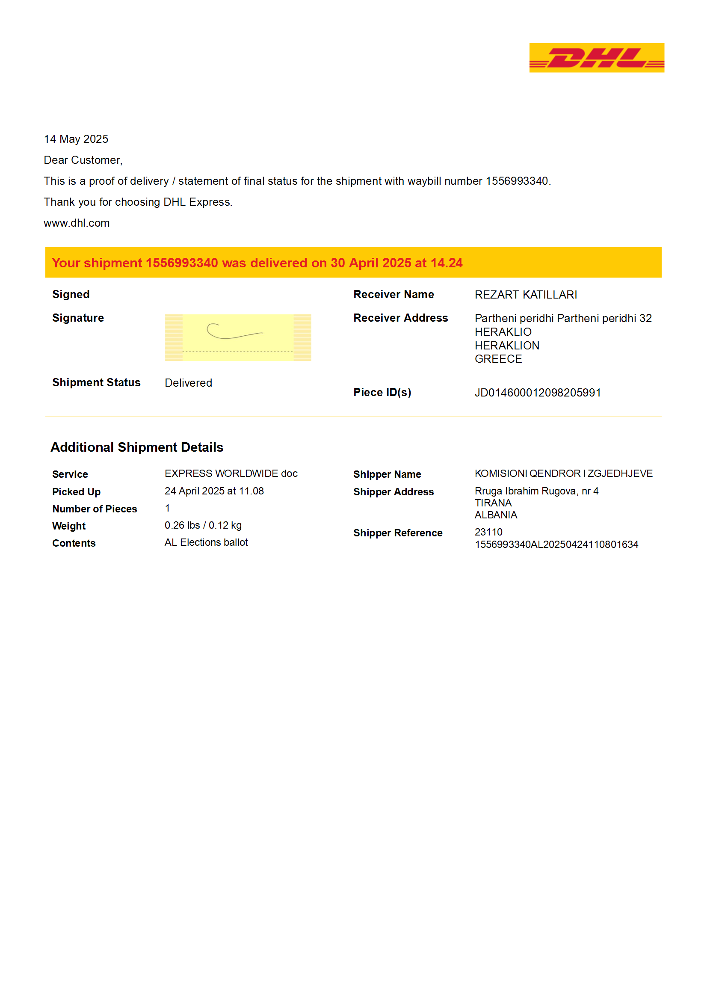 DHL
14 May 2025
Dear Customer,
This is a proof of delivery / statement of final status for the shipment with waybill number 1556993340.
Thank you for choosing DHL Express.
www.dhl.com
Your shipment 1556993340 was delivered on 30 April 2025 at 14.24
Signed
Receiver Name REZART KATILLARI
Signature
Receiver Address Partheni peridhi Partheni peridhi 32
HERAKLIO
HERAKLION
GREECE
Shipment Status Delivered
Piece ID(s) JD014600012098205991
Additional Shipment Details
Service EXPRESS WORLDWIDE doc
Picked Up 24 April 2025 at 11.08
Number of Pieces 1
Weight 0.26 lbs / 0.12 kg
Contents AL Elections ballot
Shipper Name KOMISIONI QENDROR I ZGJEDHJEVE
Shipper Address Rruga Ibrahim Rugova, nr 4
TIRANA
ALBANIA
Shipper Reference 23110
1556993340AL20250424110801634